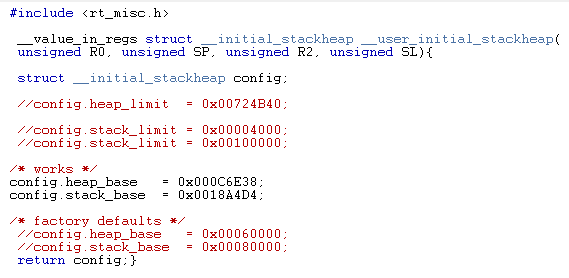 #include <rt_misc.h>
__value_in_regs struct __initial_stackheap __user_initial_stackheap(
unsigned R0, unsigned SP, unsigned R2, unsigned SL){
struct __initial_stackheap config;
//config.heap_limit = 0x00724B40;
//config.stack_limit = 0x00004000;
//config.stack_limit = 0x00100000;
/* works */
config.heap_base = 0x000C6E38;
config.stack_base = 0x0018A4D4;
/* factory defaults */
//config.heap_base = 0x00060000;
//config.stack_base = 0x00080000;
return config;}